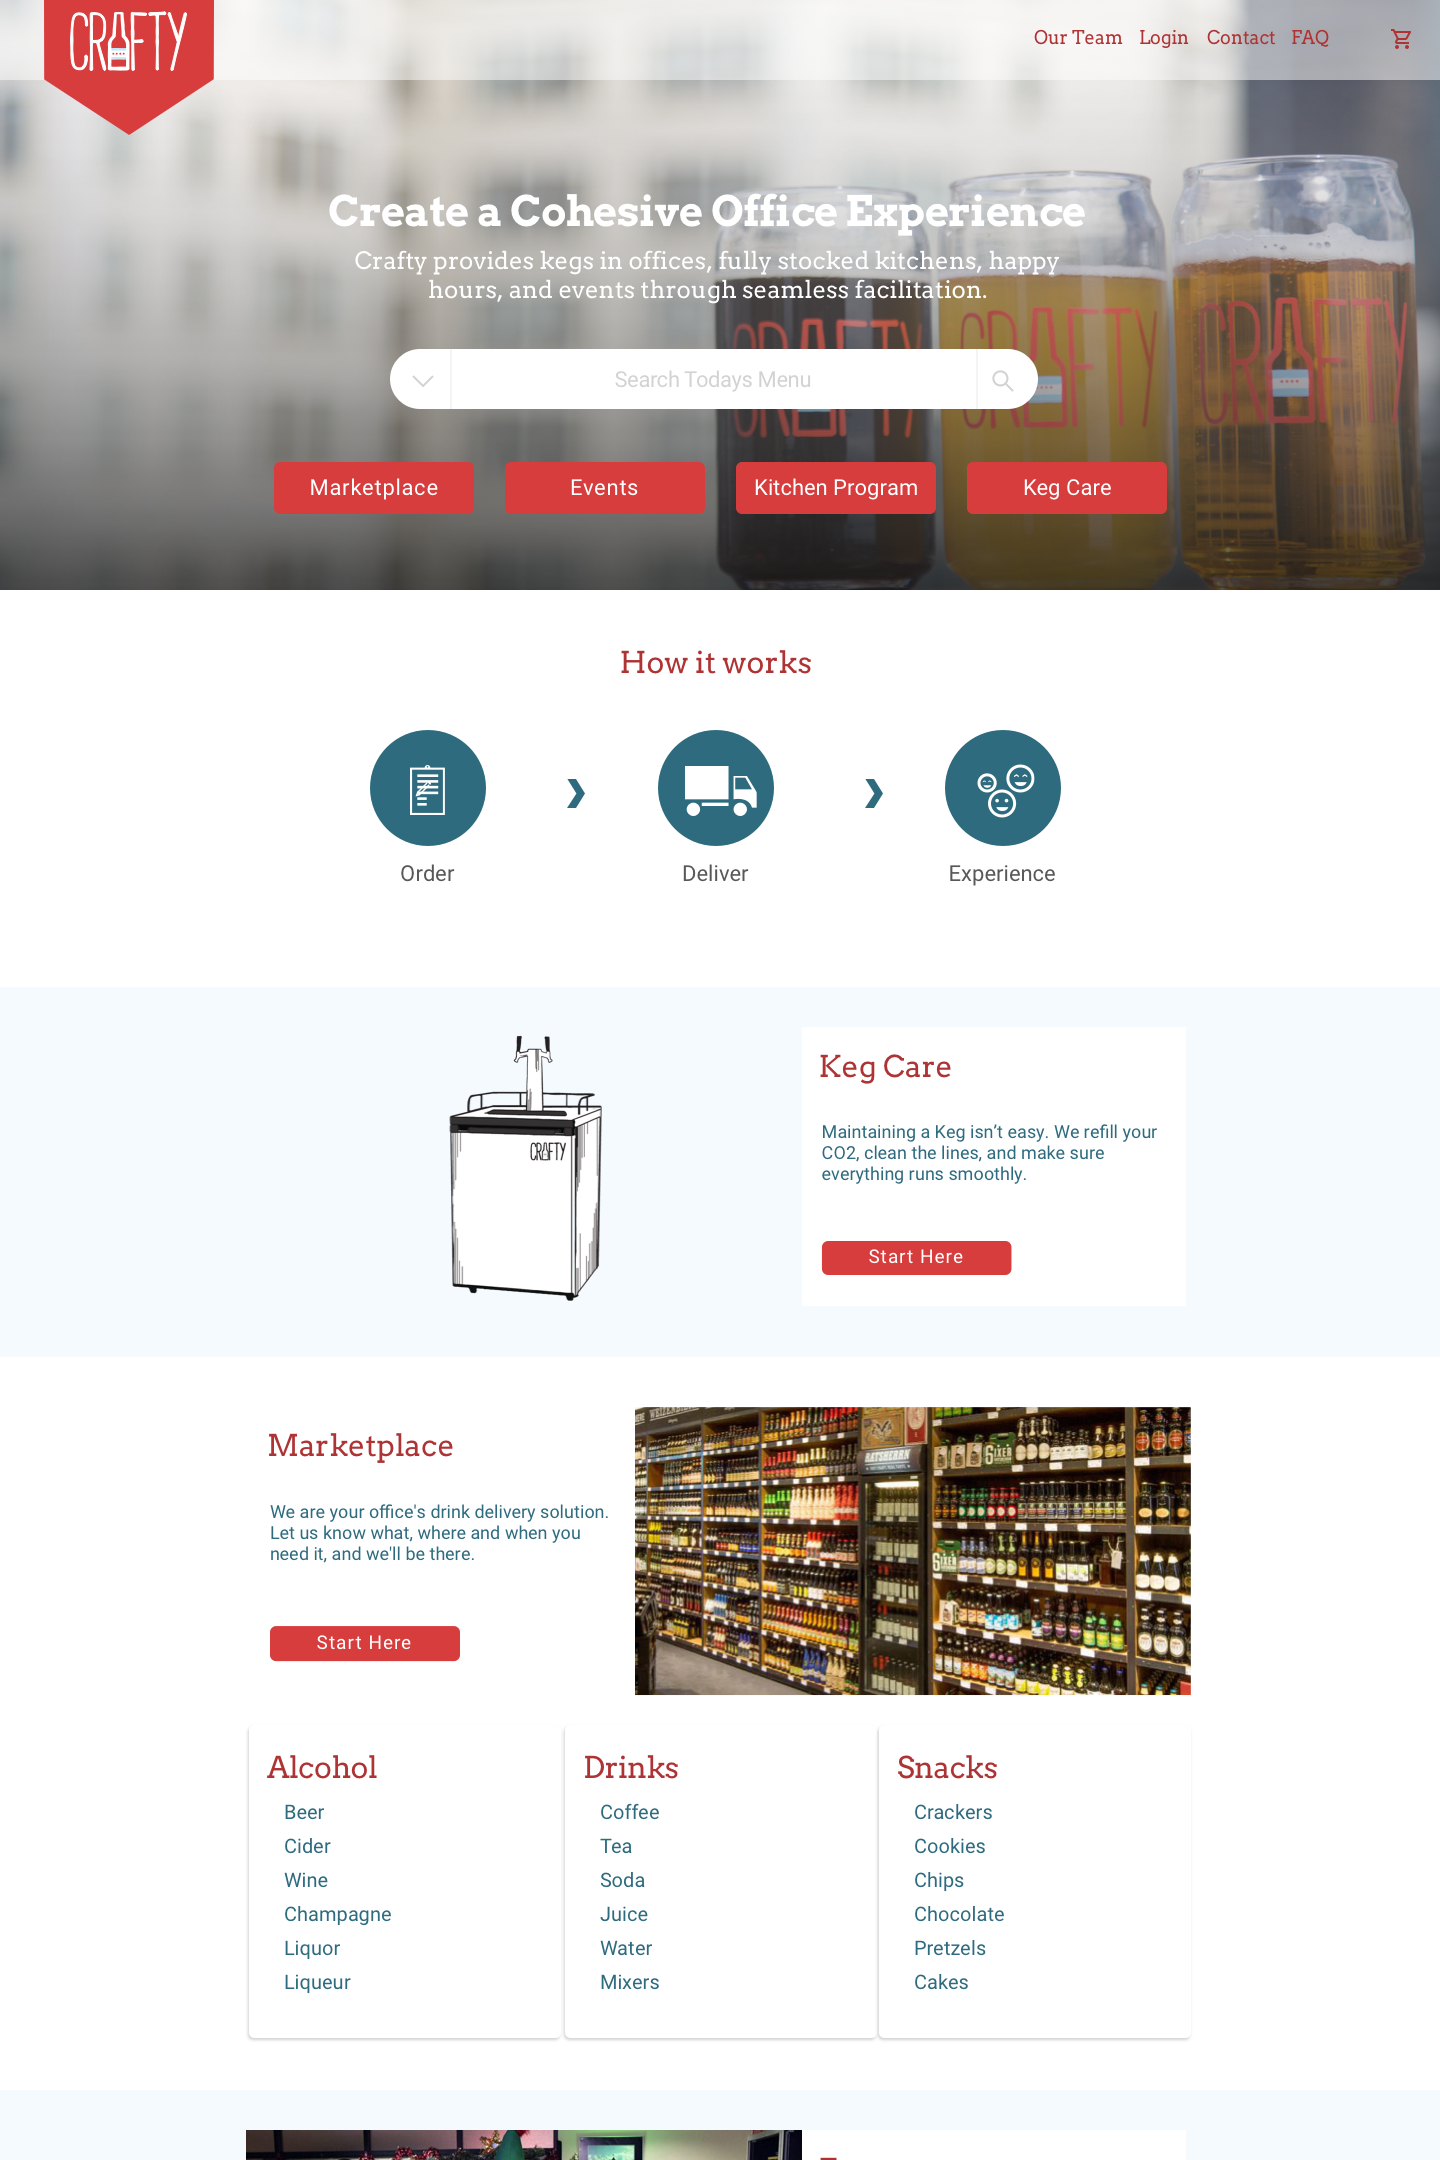 CRAFTY
Our Team Login Contact FAQ
Create a Cohesive Office Experience
Crafty provides kegs in offices, fully stocked kitchens, happy
hours, and events through seamless facilitation.
CRAFTY CRAFTY CRAFTY
Search Todays Menu
Marketplace Events Kitchen Program Keg Care
How it works
Order Deliver Experience
CRAFTY
Keg Care
Maintaining a Keg isn’t easy. We refill your
CO2, clean the lines, and make sure
everything runs smoothly.
Start Here
Marketplace
We are your office's drink delivery solution.
Let us know what, where and when you
need it, and we'll be there.
Start Here
Alcohol
Beer
Cider
Wine
Champagne
Liquor
Liqueur
Drinks
Coffee
Tea
Soda
Juice
Water
Mixers
Snacks
Crackers
Cookies
Chips
Chocolate
Pretzels
Cakes